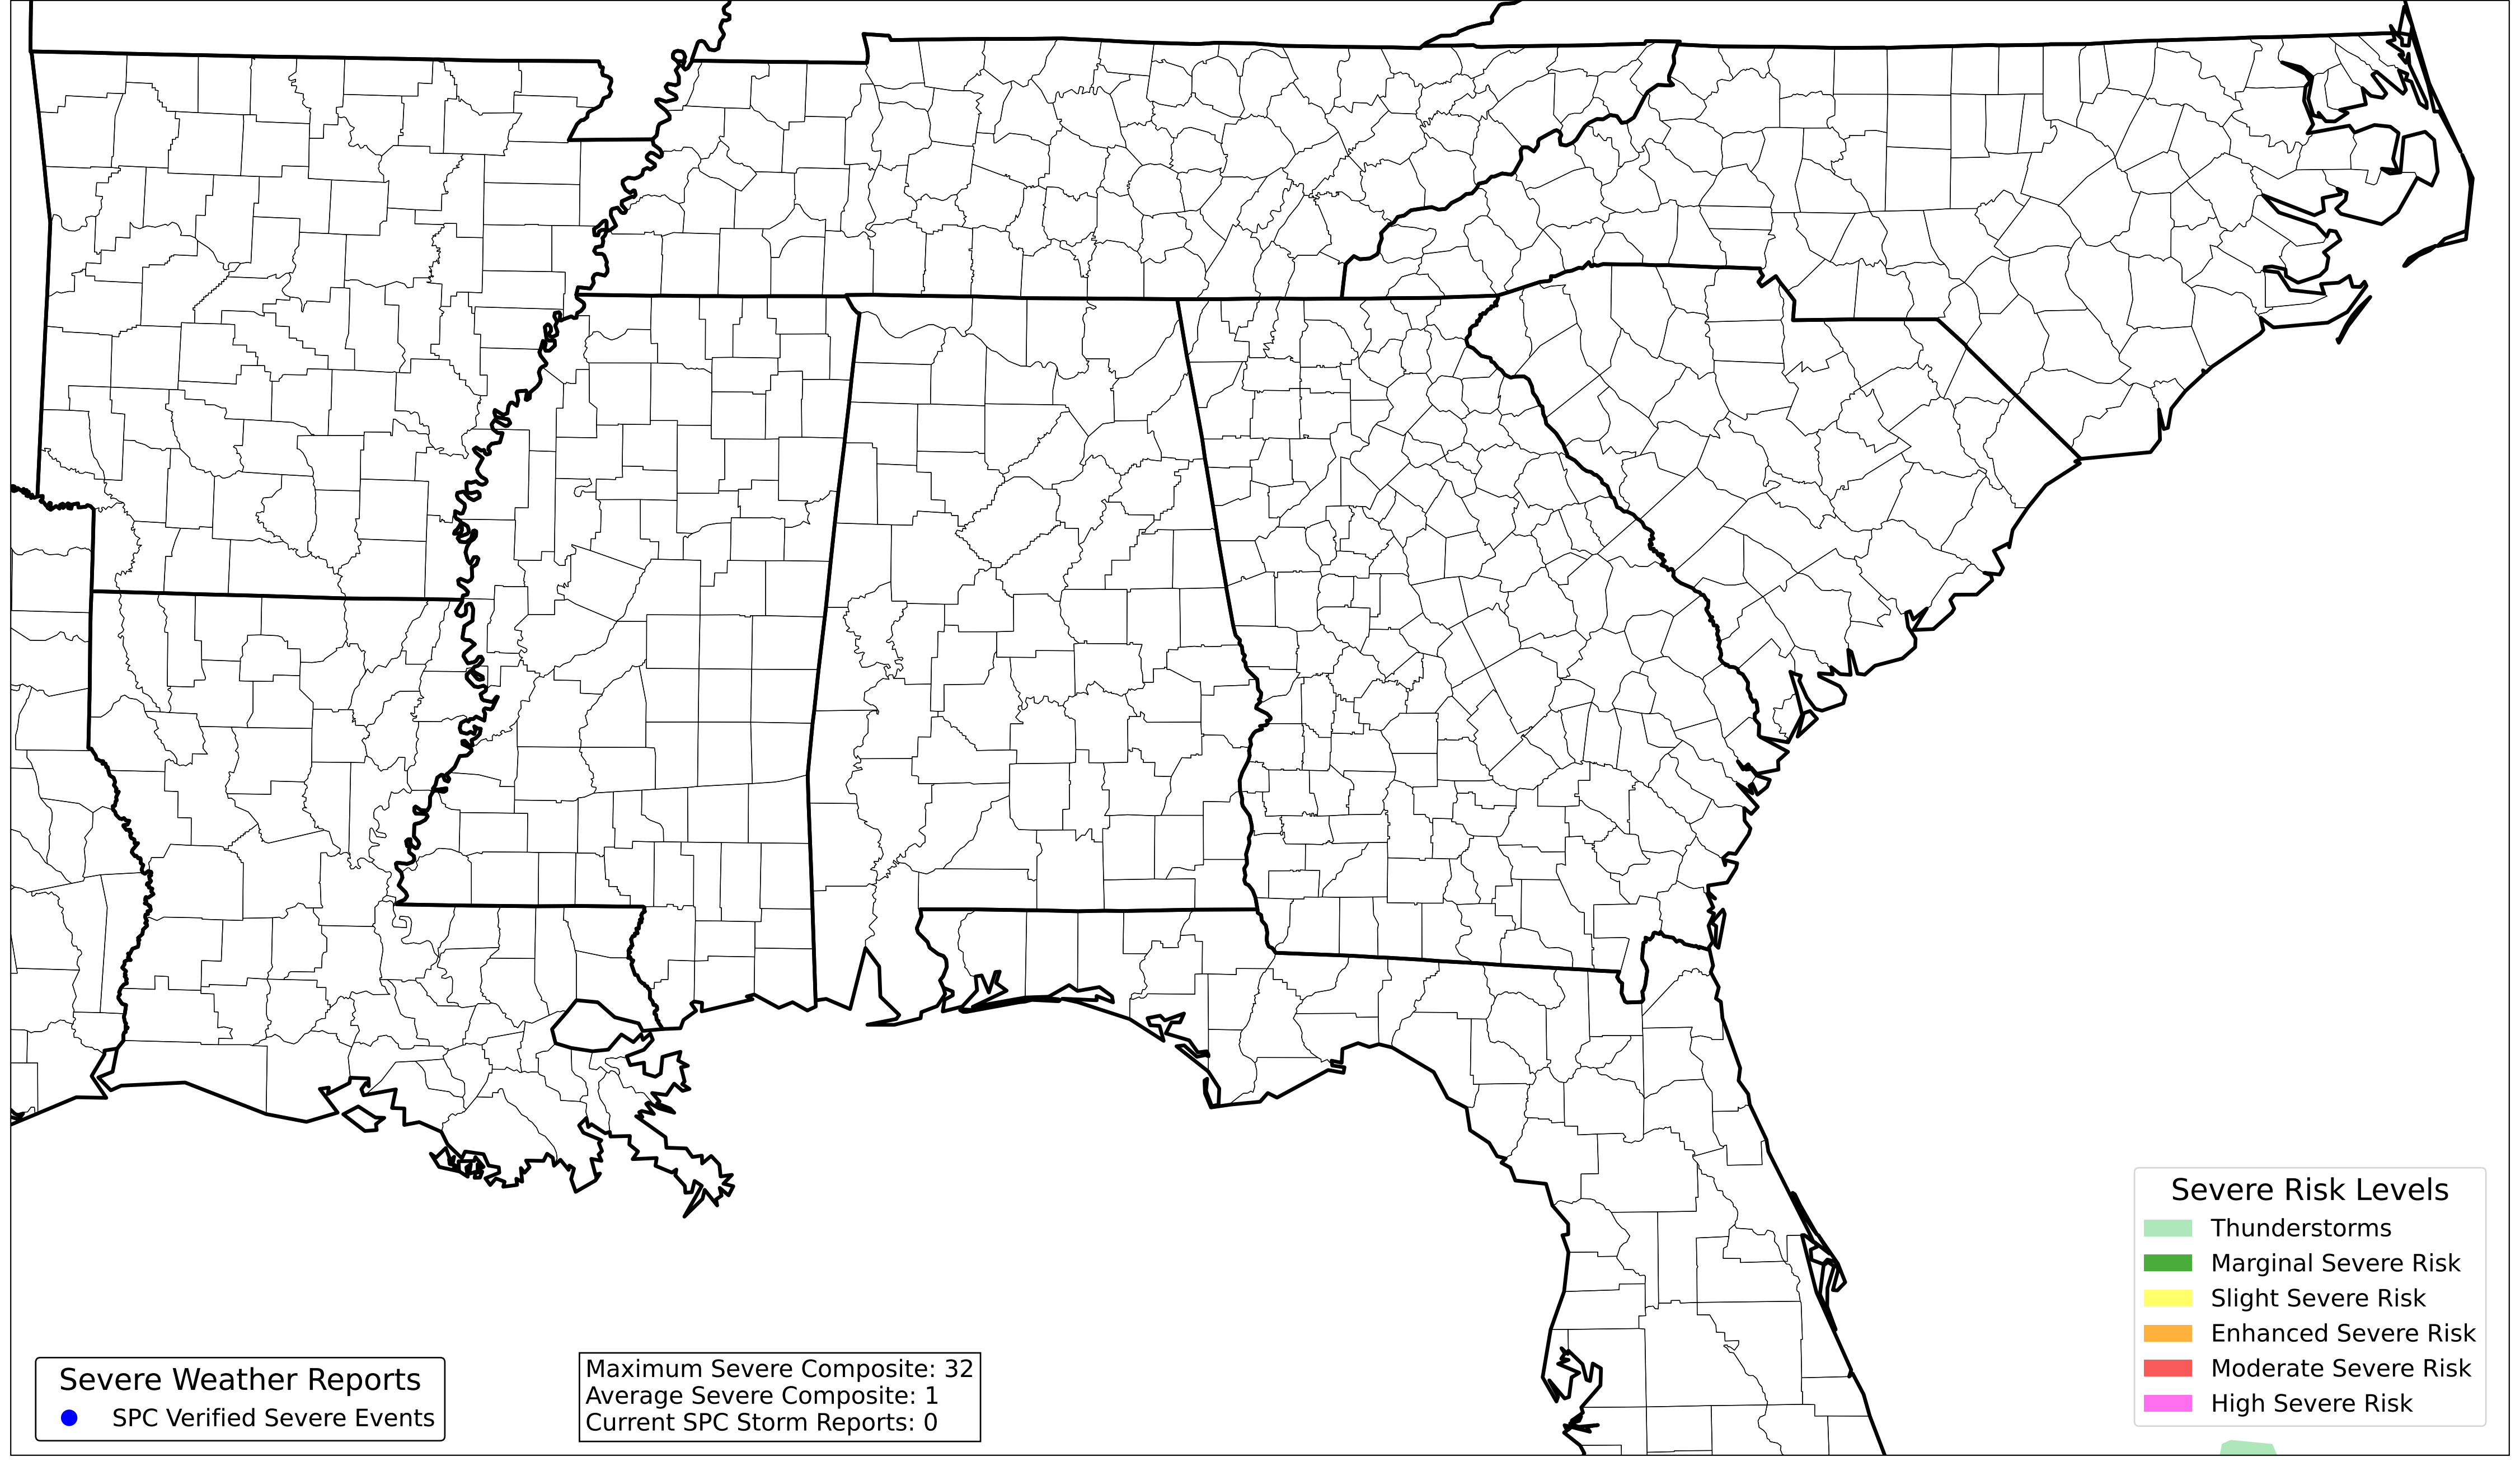 Severe Risk Levels
Thunderstorms
Marginal Severe Risk
Slight Severe Risk
Enhanced Severe Risk
Moderate Severe Risk
High Severe Risk
Severe Weather Reports
SPC Verified Severe Events
Maximum Severe Composite: 32
Average Severe Composite: 1
Current SPC Storm Reports: 0